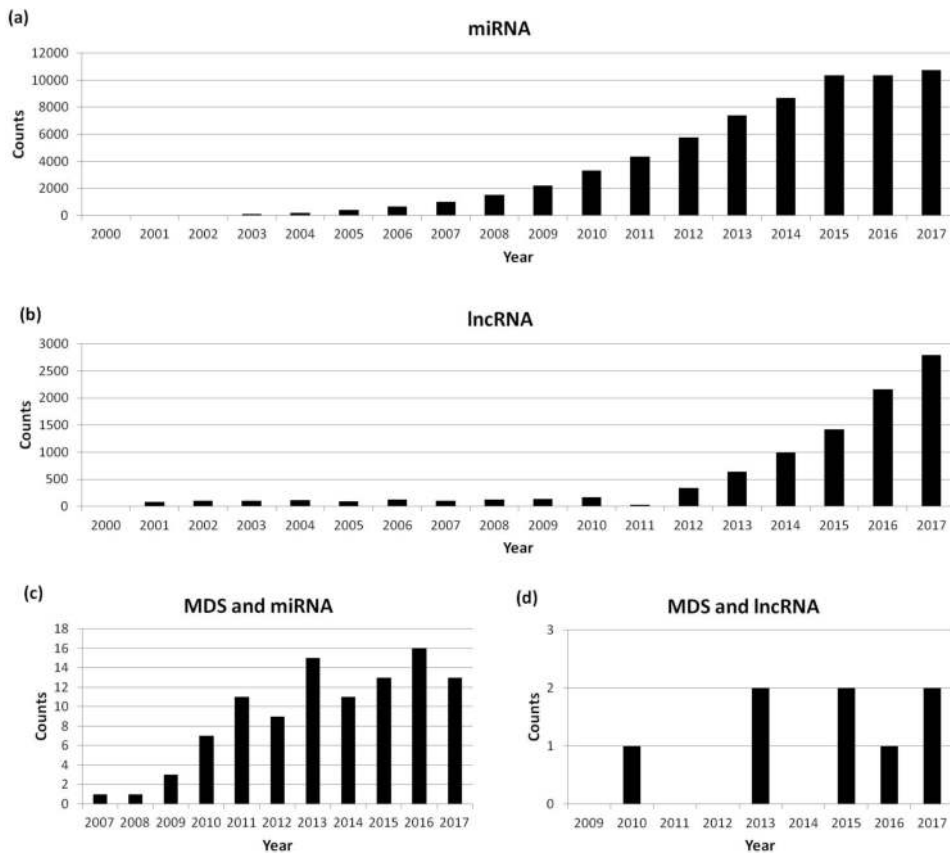 (a)
miRNA
12000
10000
8000
6000
4000
2000
0
Counts
2000 2001 2002 2003 2004 2005 2006 2007 2008 2009 2010 2011 2012 2013 2014 2015 2016 2017
Year
(b)
lncRNA
3000
2500
2000
1500
1000
500
0
Counts
2000 2001 2002 2003 2004 2005 2006 2007 2008 2009 2010 2011 2012 2013 2014 2015 2016 2017
Year
(c)
MDS and miRNA
18
16
14
12
10
8
6
4
2
0
Counts
2007 2008 2009 2010 2011 2012 2013 2014 2015 2016 2017
Year
(d)
MDS and lncRNA
3
2
1
0
Counts
2009 2010 2011 2012 2013 2014 2015 2016 2017
Year